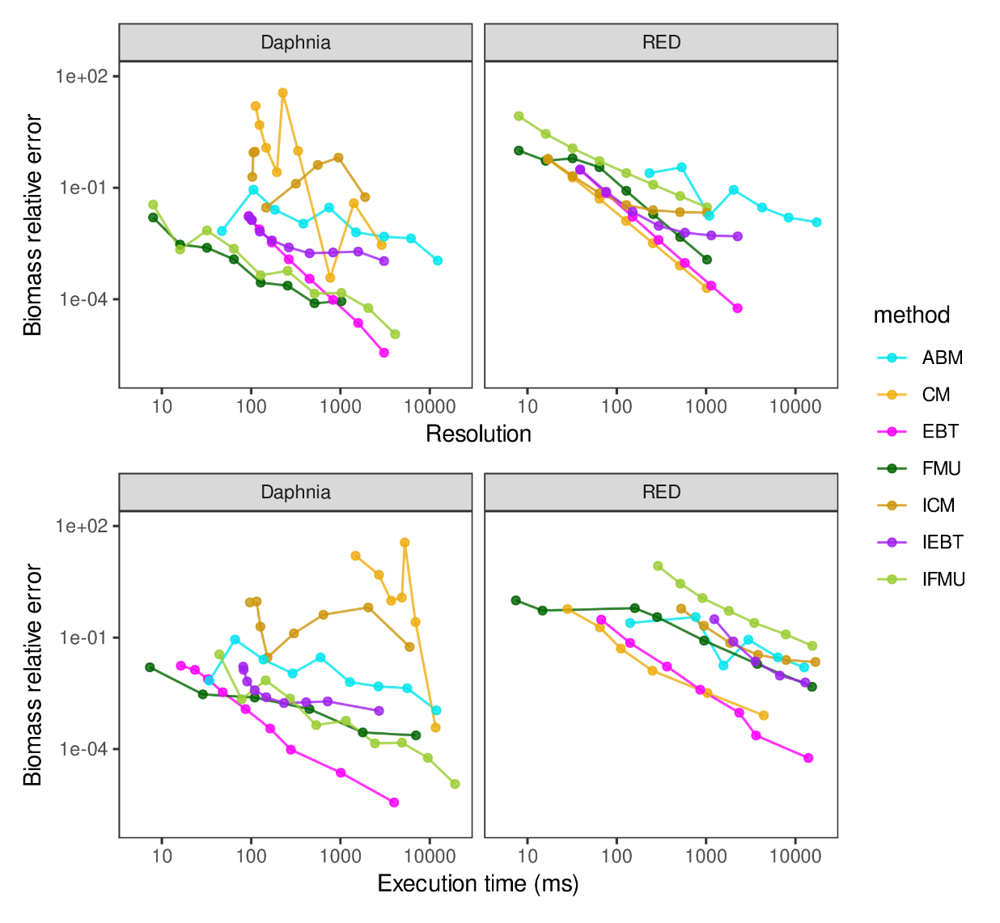 Daphnia RED
1e+02
1e-01
1e-04
Biomass relative error
10 100 1000 10000 10 100 1000 10000
Resolution
Daphnia RED
1e+02
1e-01
1e-04
Biomass relative error
10 100 1000 10000 10 100 1000 10000
Execution time (ms)
method
ABM
CM
EBT
FMU
ICM
IEBT
IFMU